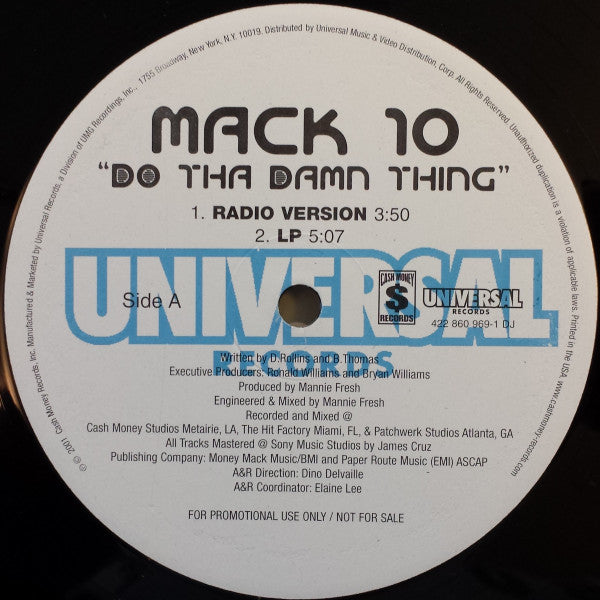 MACK 10
"DO THA DAMN THING"
1. RADIO VERSION 3:50
2. LP 5:07
Side A
UNIVERSAL
RECORDS
CASH MONEY
$
RECORDS
UNIVERSAL
RECORDS
422 860 969-1 DJ
Written by D.Rollins and B.Thomas
Executive Producers: Ronald Williams and Bryan Williams
Produced by Mannie Fresh
Engineered & Mixed by Mannie Fresh
Recorded and Mixed @
Cash Money Studios Metairie, LA, The Hit Factory Miami, FL, & Patchwerk Studios Atlanta, GA
All Tracks Mastered @ Sony Music Studios by James Cruz
Publishing Company: Money Mack Music/BMI and Paper Route Music (EMI) ASCAP
A&R Direction: Dino Delvaille
A&R Coordinator: Elaine Lee
FOR PROMOTIONAL USE ONLY / NOT FOR SALE
℗ © 2001 Cash Money Records, Inc. Manufactured & Marketed by Universal Records, a Division of UMG Recordings, Inc., 1755 Broadway, New York, N.Y. 10019. Distributed by Universal Music & Video Distribution, Corp. All Rights Reserved. Unauthorized duplication is a violation of applicable laws. Printed in the USA www.cashmoney-records.com